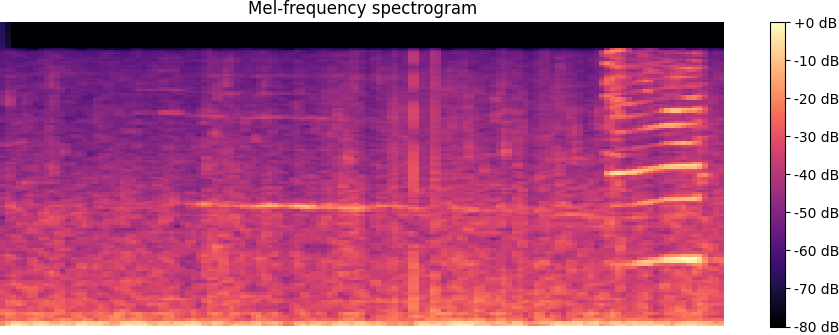 Mel-frequency spectrogram
+0 dB
-10 dB
-20 dB
-30 dB
-40 dB
-50 dB
-60 dB
-70 dB
-80 dB